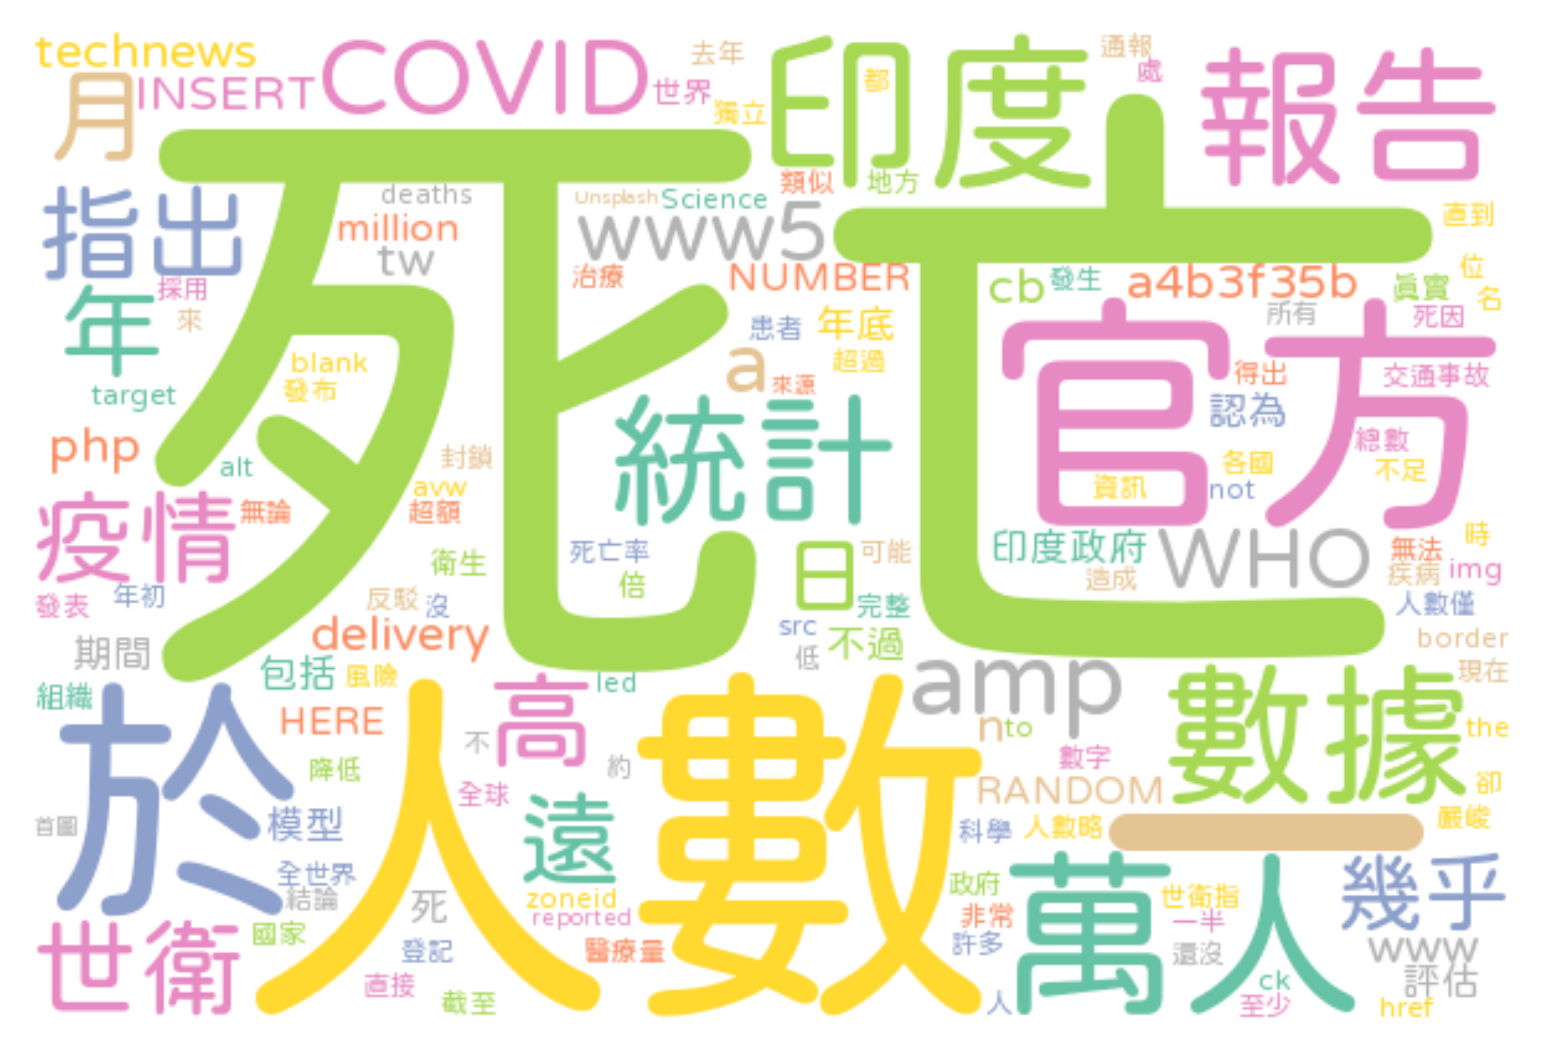 technews
COVID
去年
印度
都
通報
處
報告
月
INSERT
世界
獨立
死亡
指出
deaths
million
tw
Unsplash
Science
類似
地方
www5
直到
採用
來
治療
NUMBER
cb
發生
a4b3f35b
眞實
位
名
年
患者
年底
所有
死因
官方
blank
發布
a
超過
來源
得出
交通事故
target
統計
認為
php
alt
封鎖
總數
不足
各國
avw
超額
資訊
not
疫情
無論
衛生
死亡率
倍
日
可能
印度政府
造成
WHO
時
無法
疾病
img
發表
年初
反駁
沒
完整
人數僅
期間
delivery
src
低
不過
border
包括
風險
led
amp
現在
組織
於
HERE
人數
不
高
n
to
數字
數據
the
降低
約
全球
RANDOM
卻
首圖
模型
遠
科學
人數略
一
嚴峻
全世界
結論
死
zoneid
reported
政府
非常
萬人
世衛指
一半
幾乎
世衛
國家
登記
醫療量
許多
還沒
www
評估
直接
截至
人
ck
至少
href